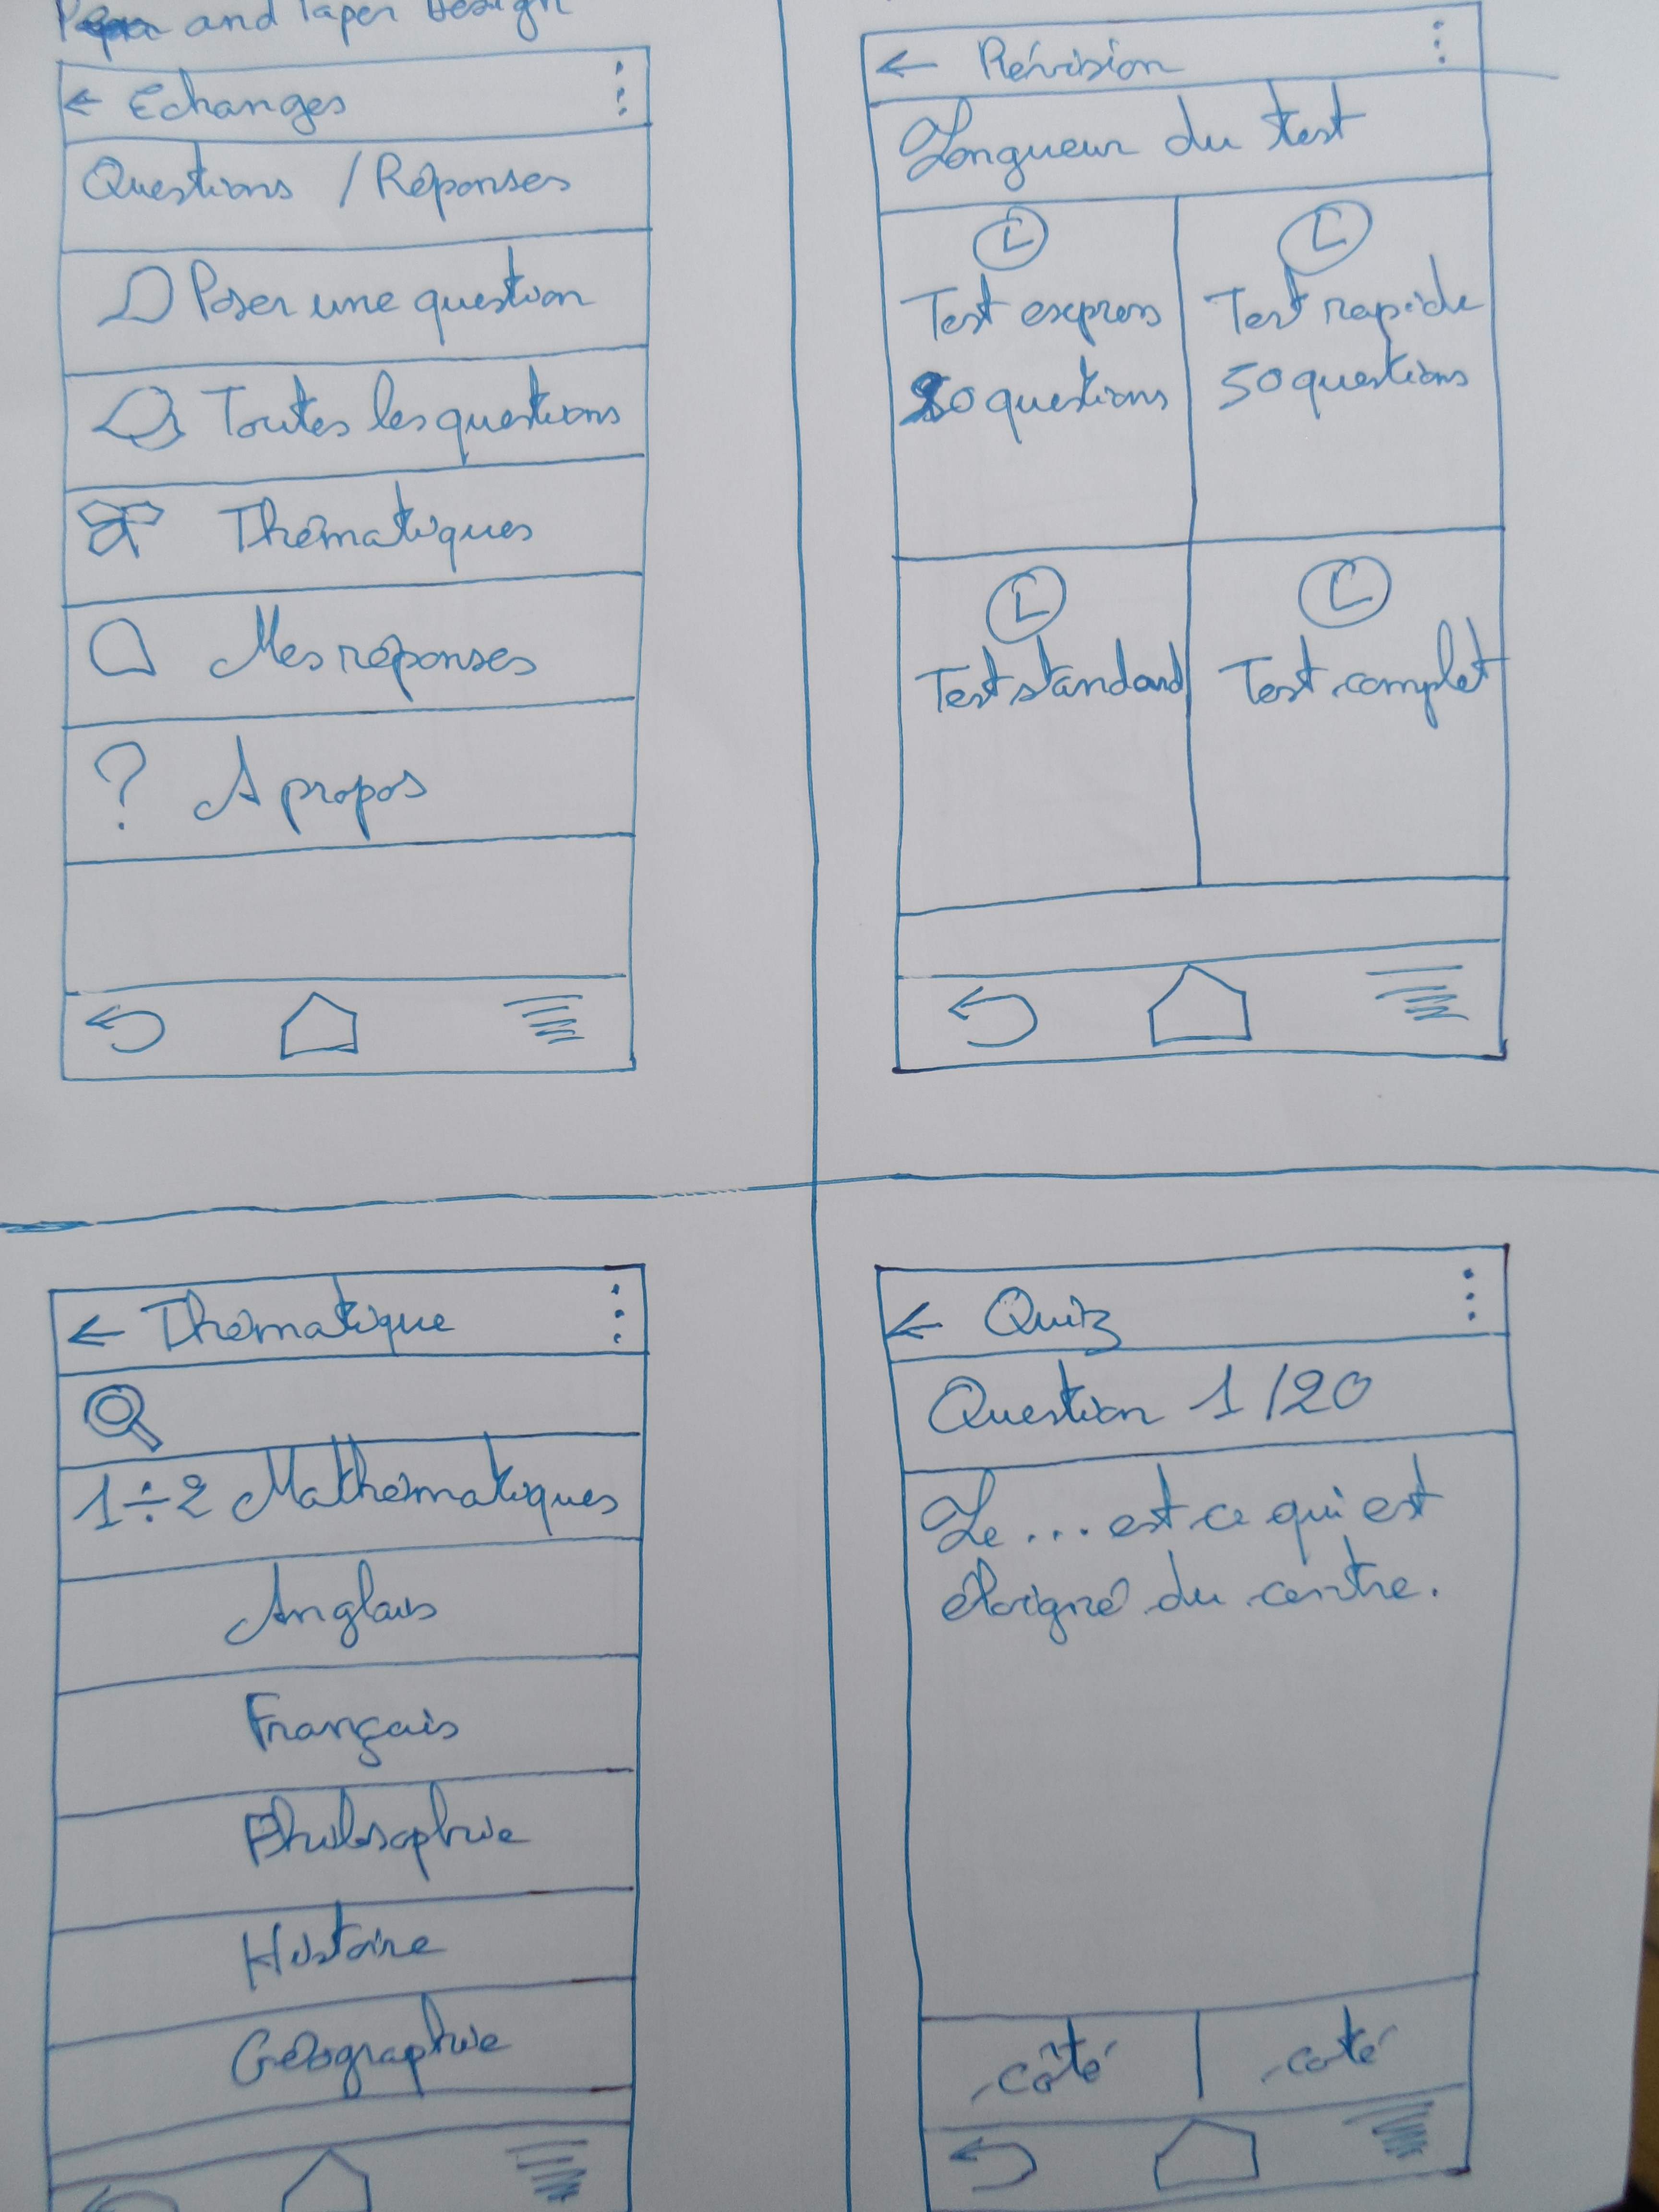 and Paper Design
← Echanges
Questions / Réponses
Poser une question
Toutes les questions
Thématiques
Mes réponses
? A propos
← Révision
Longueur du test
Test express
20 questions
Test rapide
50 questions
Test standard
Test complet
← Thématique
1÷2 Mathématiques
Anglais
Français
Philosophie
Histoire
Géographie
← Quiz
Question 1/20
Le ... est ce qui est
éloigné du centre.
côté
coté